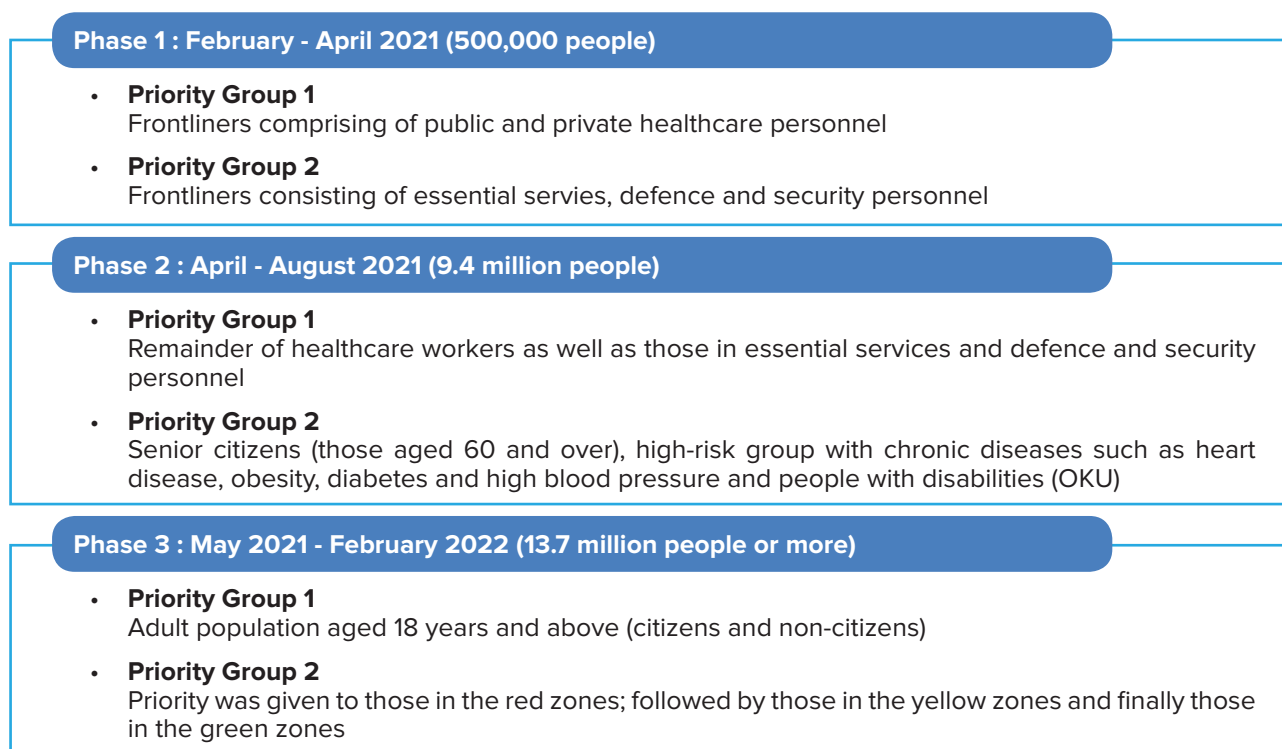 Phase 1 : February - April 2021 (500,000 people)
• Priority Group 1
Frontliners comprising of public and private healthcare personnel
• Priority Group 2
Frontliners consisting of essential servies, defence and security personnel
Phase 2 : April - August 2021 (9.4 million people)
• Priority Group 1
Remainder of healthcare workers as well as those in essential services and defence and security
personnel
• Priority Group 2
Senior citizens (those aged 60 and over), high-risk group with chronic diseases such as heart
disease, obesity, diabetes and high blood pressure and people with disabilities (OKU)
Phase 3 : May 2021 - February 2022 (13.7 million people or more)
• Priority Group 1
Adult population aged 18 years and above (citizens and non-citizens)
• Priority Group 2
Priority was given to those in the red zones; followed by those in the yellow zones and finally those
in the green zones